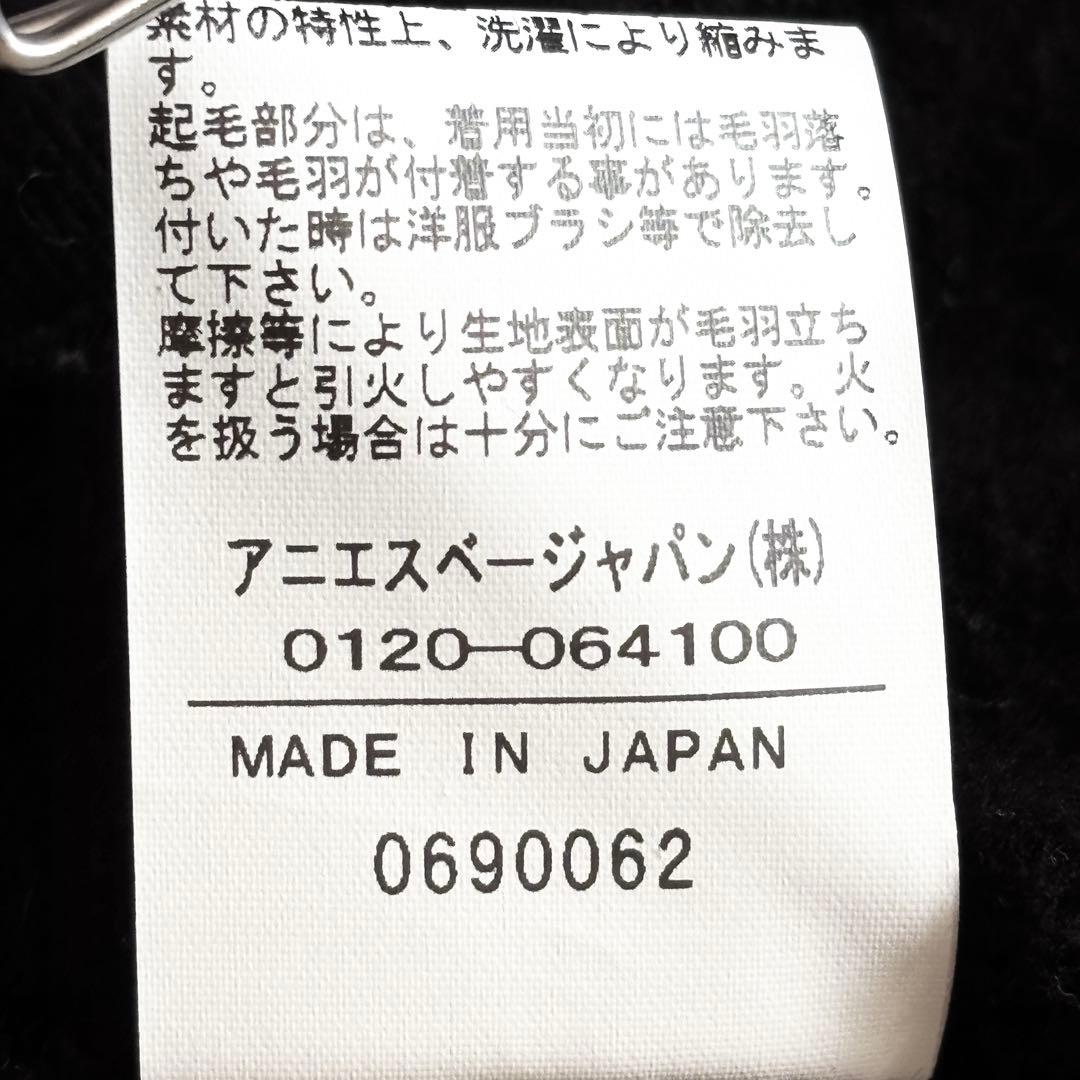 素材の特性上、洗濯により縮みま
す。
起毛部分は、着用当初には毛羽落
ちや毛羽が付着する事があります。
付いた時は洋服ブラシ等で除去し
て下さい。
摩擦等により生地表面が毛羽立ち
ますと引火しやすくなります。火
を扱う場合は十分にご注意下さい。
アニエスベージャパン(株)
0120―064100
MADE IN JAPAN
0690062